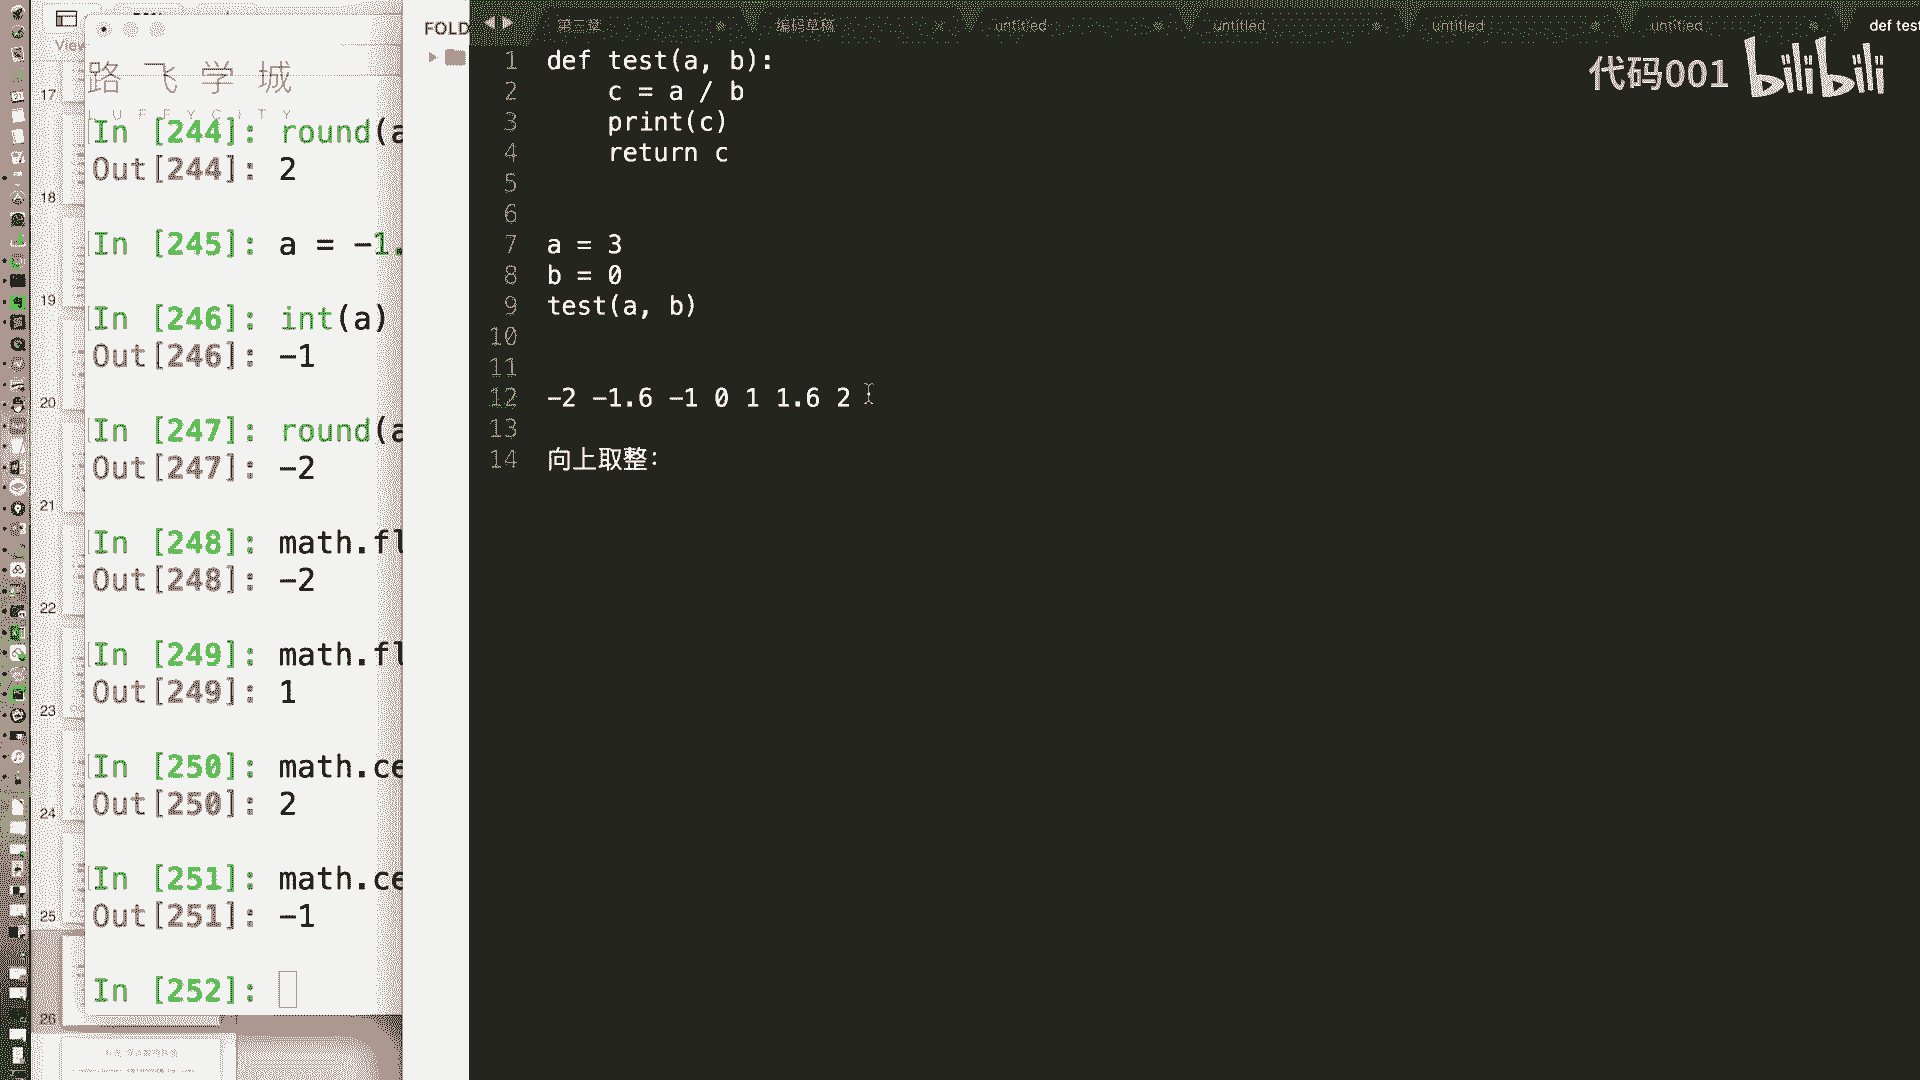 View
路飞学城
LUFFYCITY
17
18
19
20
21
22
23
24
25
26
In [244]: round(a
Out[244]: 2
In [245]: a = -1.
In [246]: int(a)
Out[246]: -1
In [247]: round(a
Out[247]: -2
In [248]: math.fl
Out[248]: -2
In [249]: math.fl
Out[249]: 1
In [250]: math.ce
Out[250]: 2
In [251]: math.ce
Out[251]: -1
In [252]:
FOLD
第三章
编码草稿
untitled
untitled
untitled
untitled
def test
代码001 bilibili
1 def test(a, b):
2 c = a / b
3 print(c)
4 return c
5
6
7 a = 3
8 b = 0
9 test(a, b)
10
11
12 -2 -1.6 -1 0 1 1.6 2
13
14 向上取整：